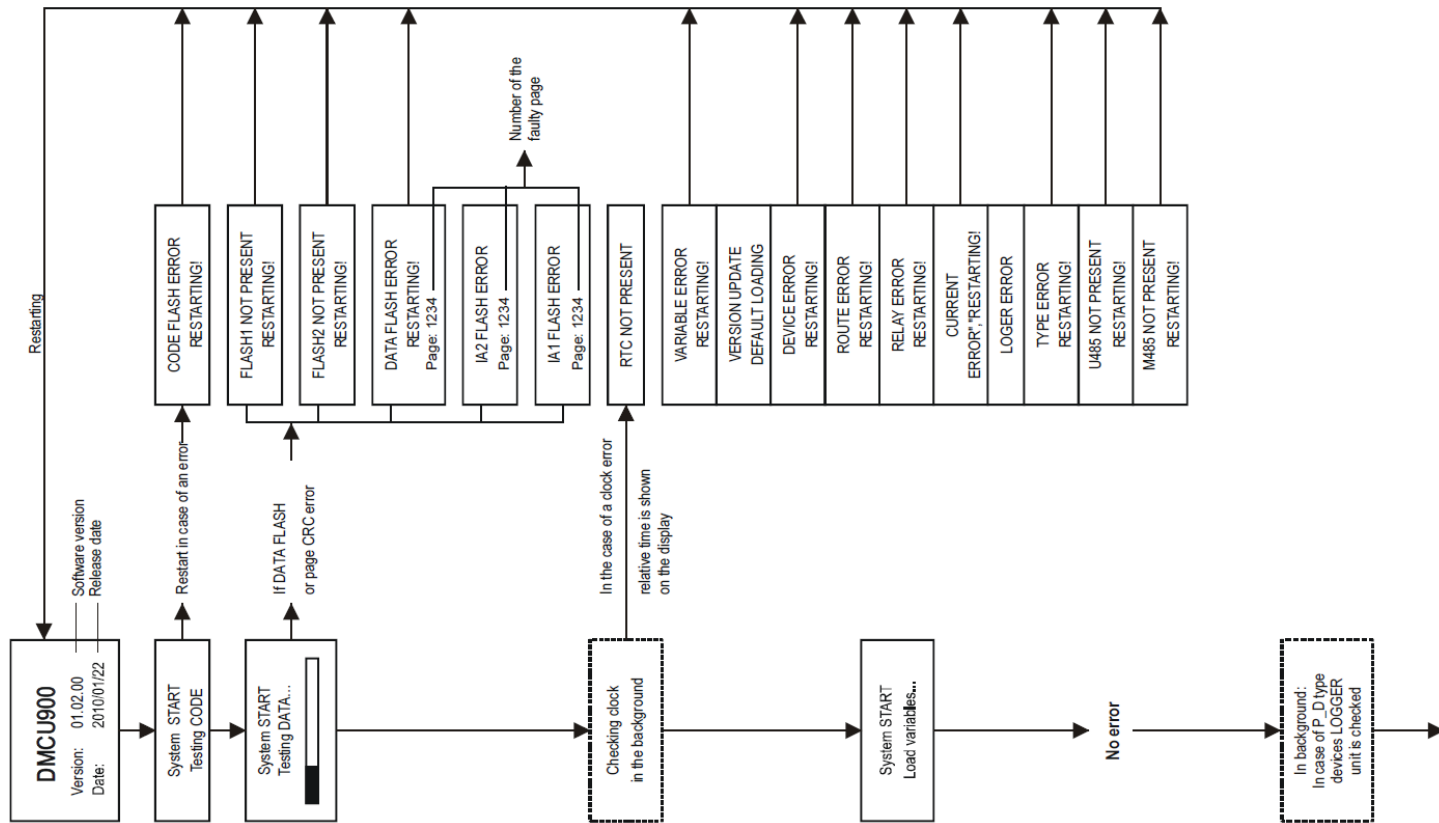 Restarting
DMCU900
Version: 01.02.00
Date: 2010/01/22
Software version
Release date
System START
Testing CODE
Restart in case of an error
CODE FLASH ERROR
RESTARTING!
System START
Testing DATA...
If DATA FLASH
or page CRC error
FLASH1 NOT PRESENT
RESTARTING!
FLASH2 NOT PRESENT
RESTARTING!
DATA FLASH ERROR
RESTARTING!
Page: 1234
IA2 FLASH ERROR
Page: 1234
IA1 FLASH ERROR
Page: 1234
Number of the
faulty page
Checking clock
in the background
In the case of a clock error
relative time is shown
on the display
RTC NOT PRESENT
System START
Load variables...
VARIABLE ERROR
RESTARTING!
VERSION UPDATE
DEFAULT LOADING
DEVICE ERROR
RESTARTING!
ROUTE ERROR
RESTARTING!
RELAY ERROR
RESTARTING!
CURRENT
ERROR","RESTARTING!
LOGER ERROR
TYPE ERROR
RESTARTING!
U485 NOT PRESENT
RESTARTING!
M485 NOT PRESENT
RESTARTING!
No error
In background:
In case of P_D type
devices LOGGER
unit is checked